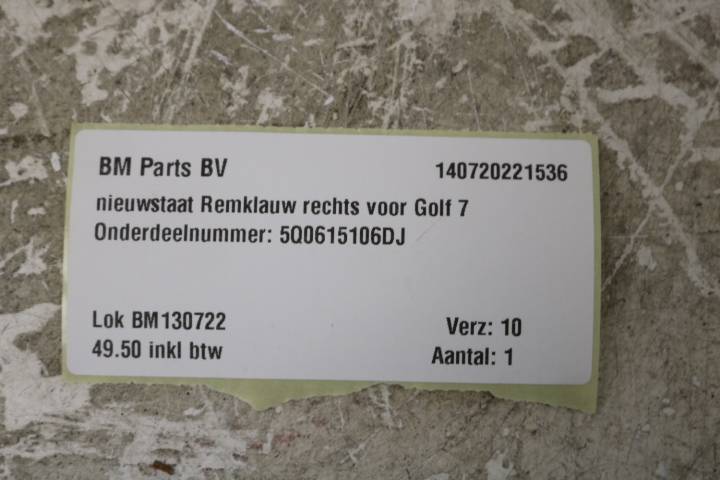 BM Parts BV 140720221536
nieuwstaat Remklauw rechts voor Golf 7
Onderdeelnummer: 5Q0615106DJ
Lok BM130722 Verz: 10
49.50 inkl btw Aantal: 1